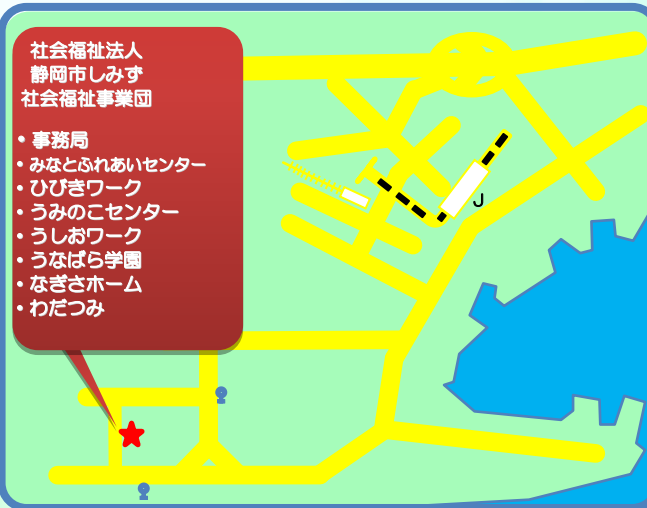 社会福祉法人
静岡市しみず
社会福祉事業団
• 事務局
• みなとふれあいセンター
• ひびきワーク
• うみのこセンター
• うしおワーク
• うなばら学園
• なぎさホーム
• わだつみ
J